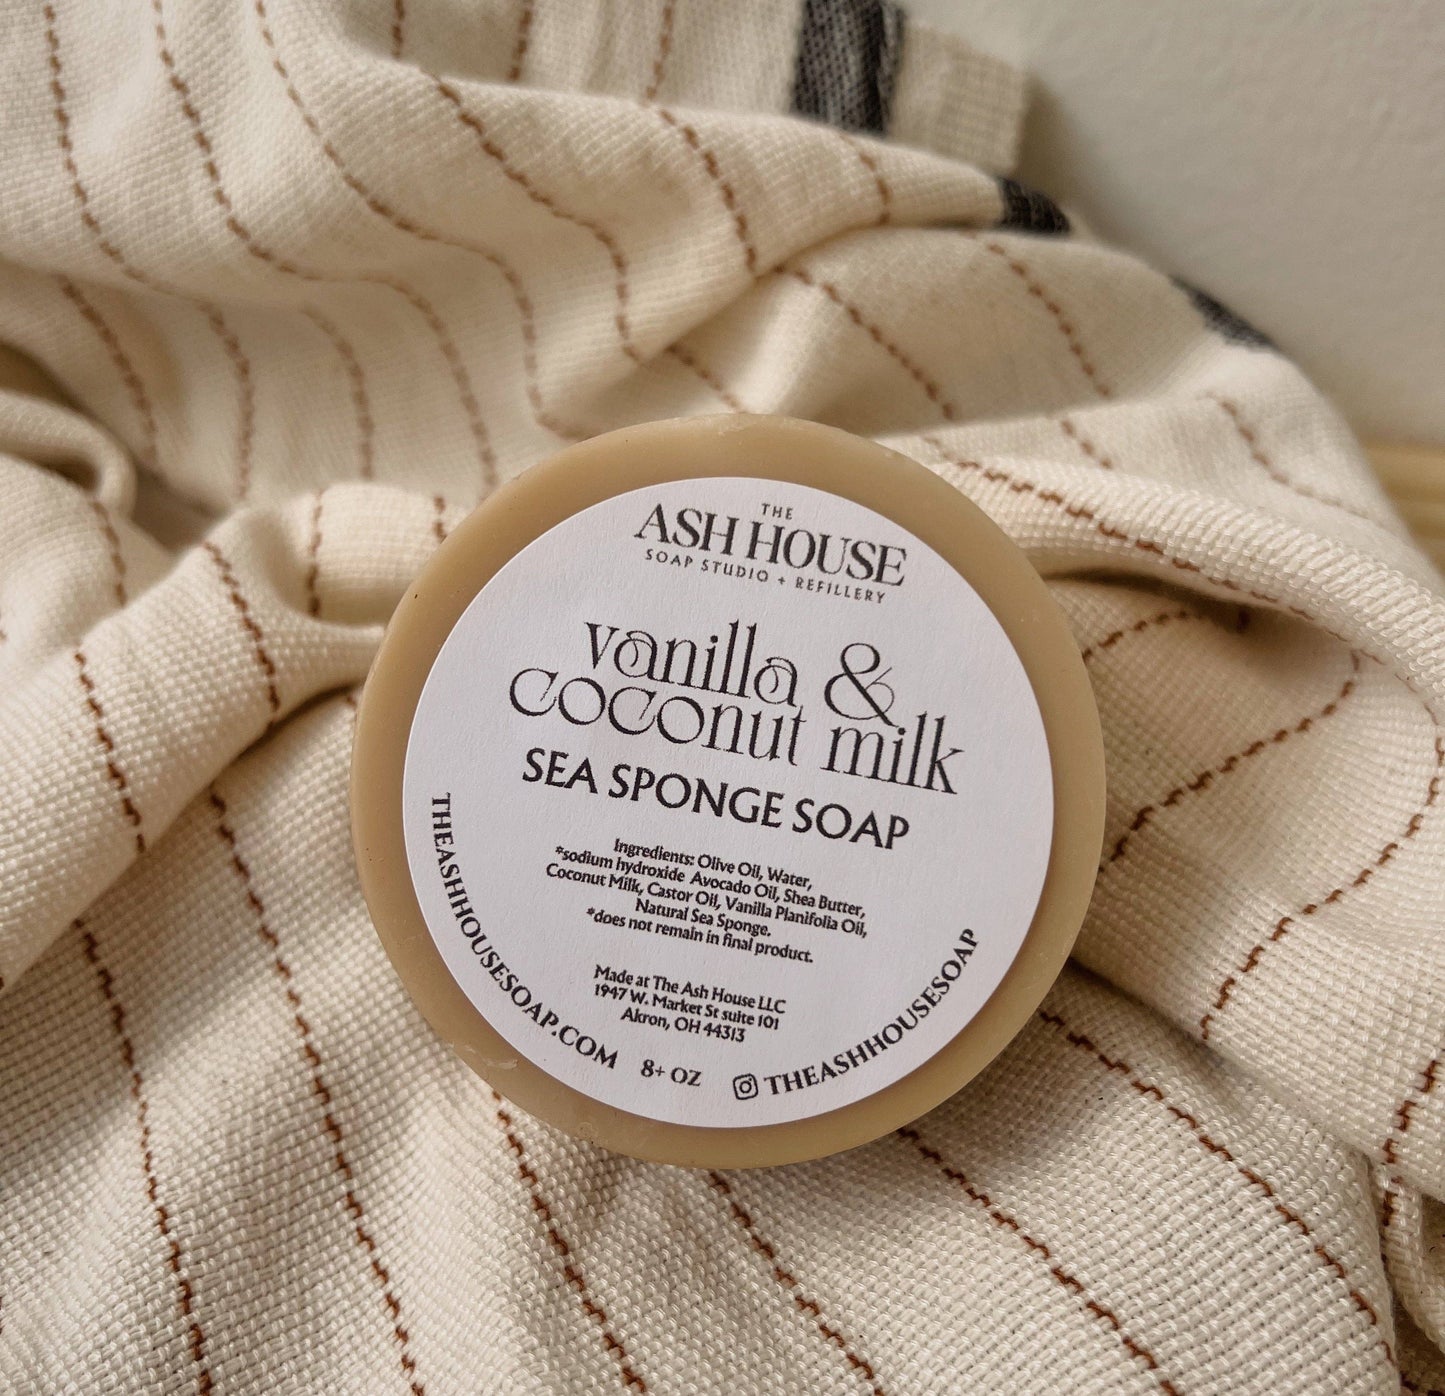 THE
ASH HOUSE
SOAP STUDIO + REFILLERY
vanilla &
coconut milk
SEA SPONGE SOAP
Ingredients: Olive Oil, Water,
*sodium hydroxide Avocado Oil, Shea Butter,
Coconut Milk, Castor Oil, Vanilla Planifolia Oil,
Natural Sea Sponge.
*does not remain in final product.
Made at The Ash House LLC
1947 W. Market St suite 101
Akron, OH 44313
THEASHHOUSESOAP.COM
8+ OZ
THEASHHOUSESOAP